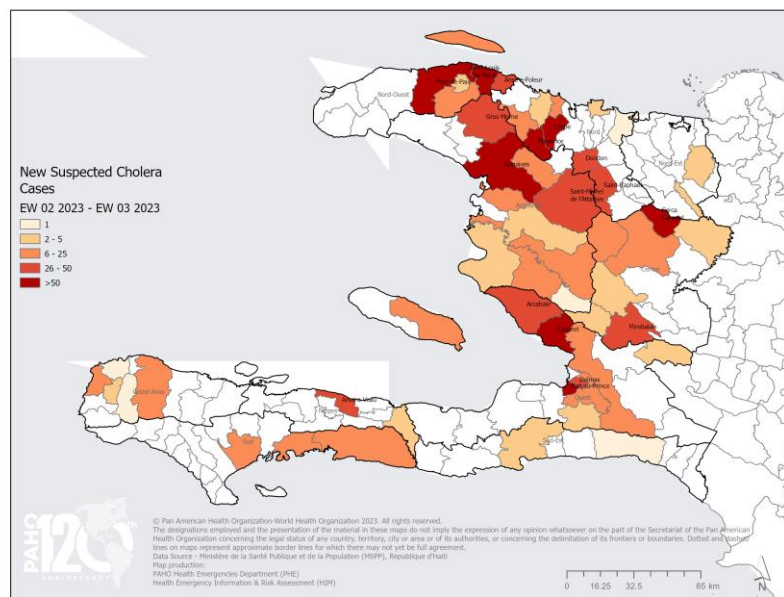 New Suspected Cholera
Cases
EW 02 2023 - EW 03 2023
1
2 - 5
6 - 25
26 - 50
>50
Nord-Ouest
Anse-a-Foleur
Gros Morne
Nord
Dondon
Nord-Est
Saint-Raphael
Saint-Michel
de l'Attalaye
Centre
Arcahaie
Mirebalais
Ouest
Grand Anse
Sud
© Pan American Health Organization-World Health Organization 2023. All rights reserved.
The designations employed and the presentation of the material in these maps do not imply the expression of any opinion whatsoever on the part of the Secretariat of the Pan American
Health Organization concerning the legal status of any country, territory, city or area or of its authorities, or concerning the delimitation of its frontiers or boundaries. Dotted and dashed
lines on maps represent approximate border lines for which there may not yet be full agreement.
Data Source - Ministère de la Santé Publique et de la Population (MSPP), Republique d'Haiti
Map production:
PAHO Health Emergencies Department (PHE)
Health Emergency Information & Risk Assessment (HIM)
PAHO
120TH
ANNIVERSARY
0 16.25 32.5 65 km